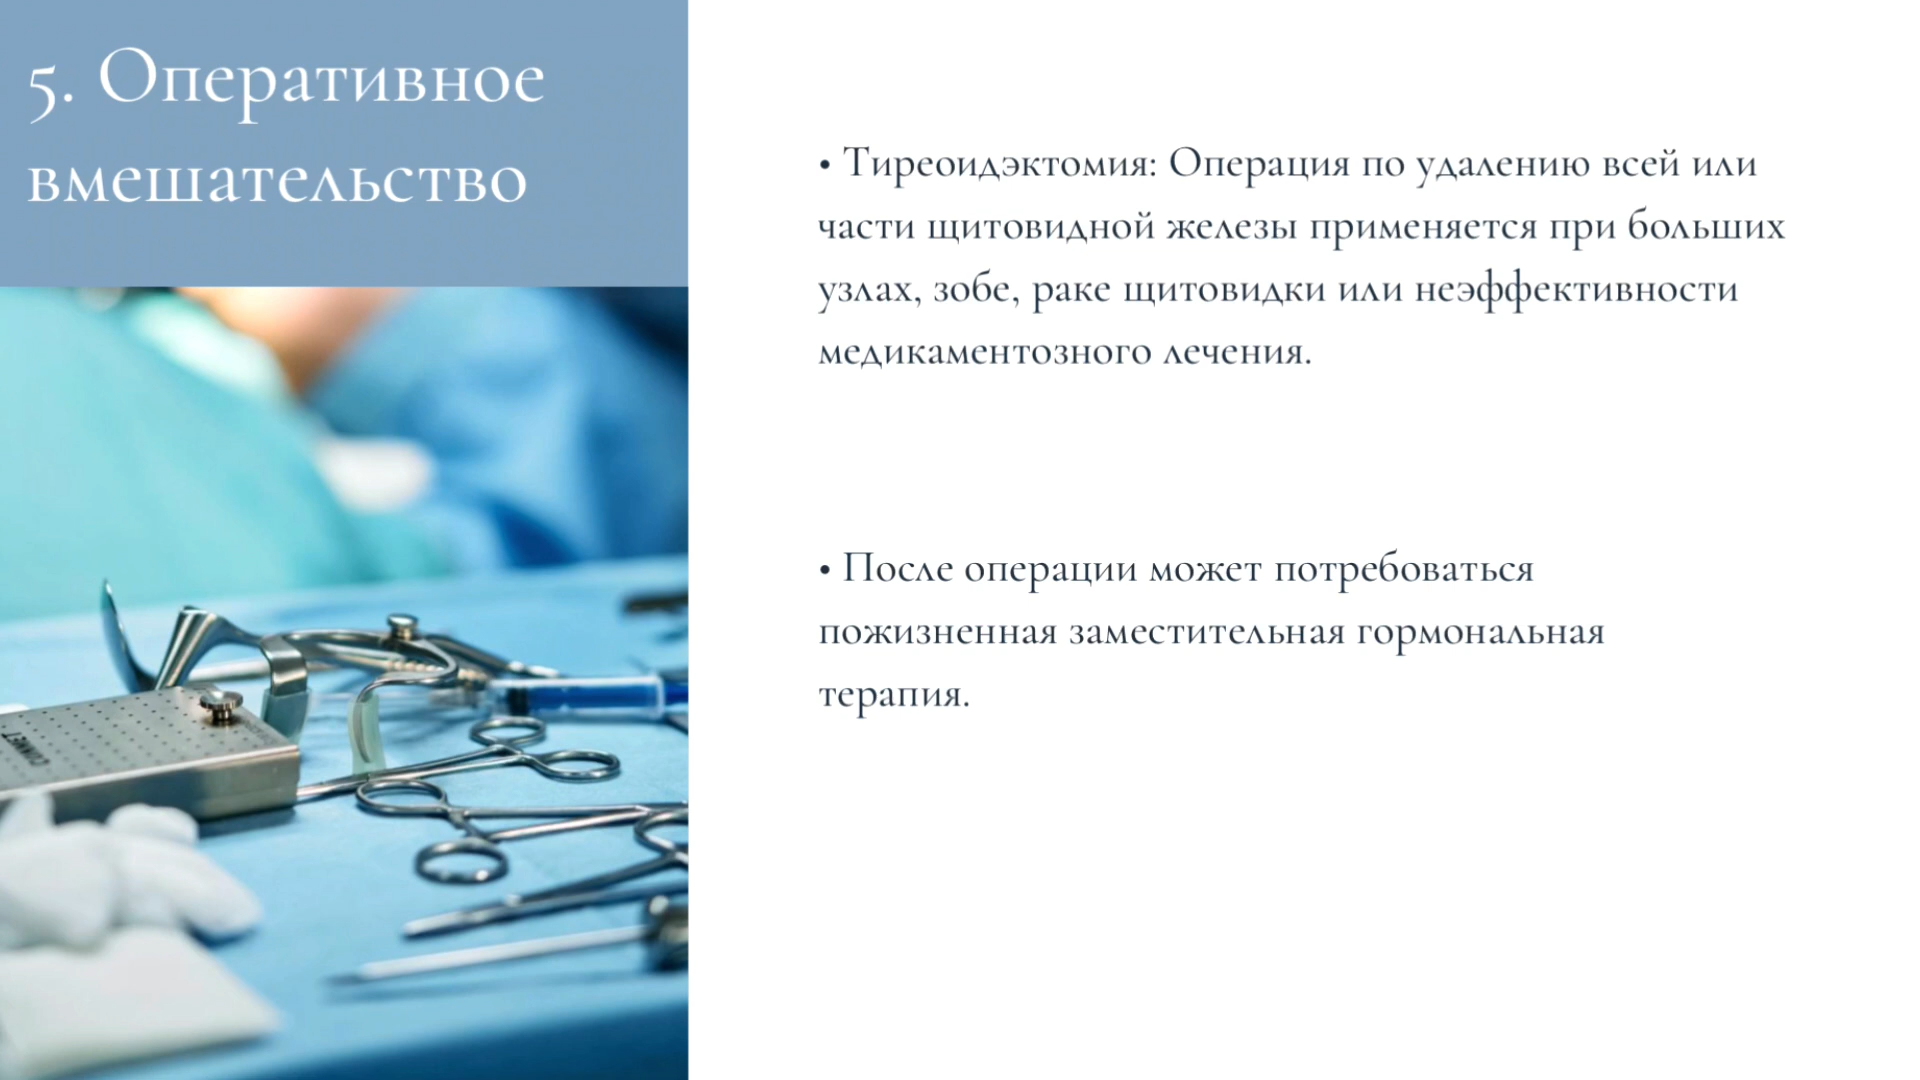 5. Оперативное
вмешательство
• Тиреоидэктомия: Операция по удалению всей или
части щитовидной железы применяется при больших
узлах, зобе, раке щитовидки или неэффективности
медикаментозного лечения.
• После операции может потребоваться
пожизненная заместительная гормональная
терапия.